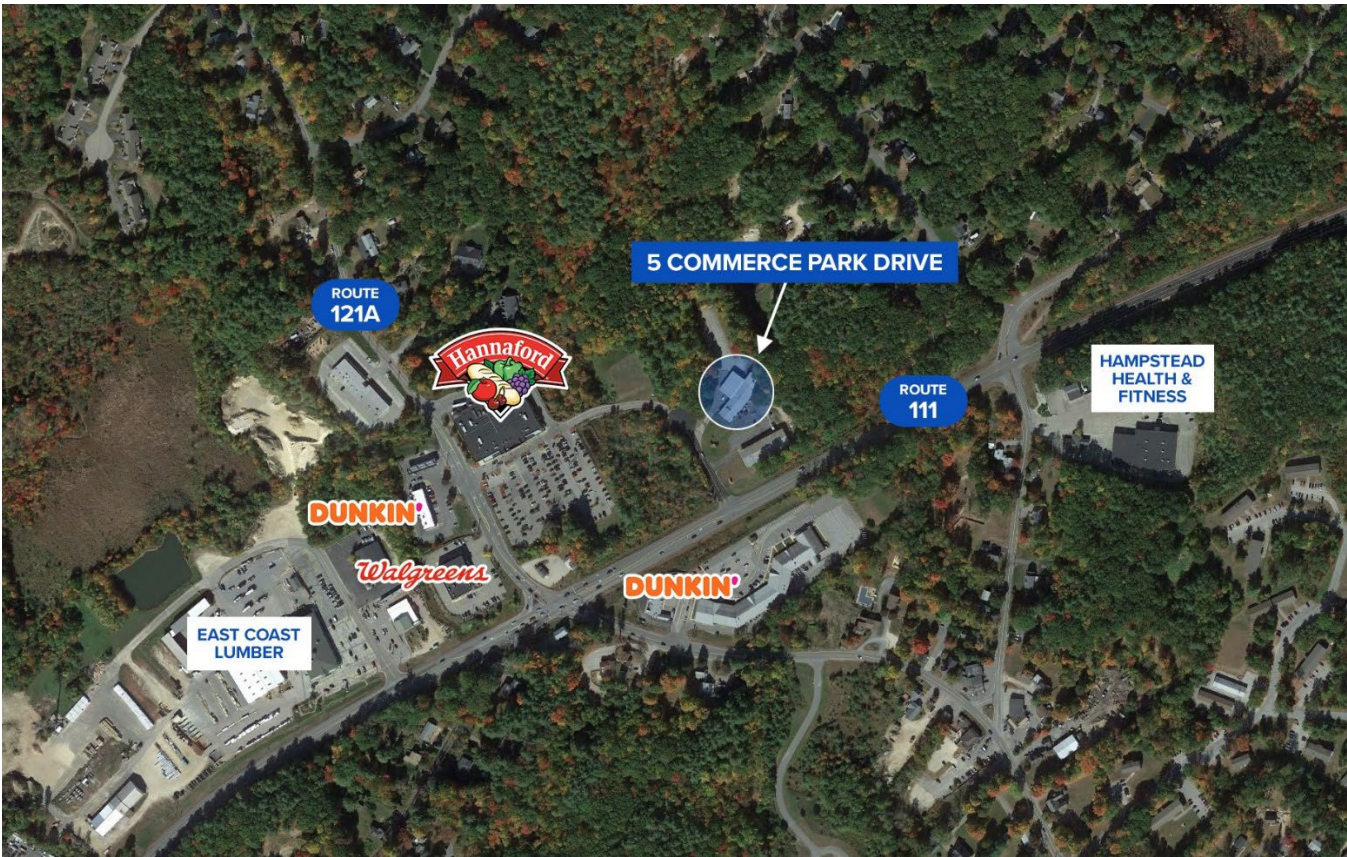 5 COMMERCE PARK DRIVE
ROUTE
121A
Hannaford
ROUTE
111
HAMPSTEAD
HEALTH &
FITNESS
DUNKIN'
Walgreens
DUNKIN'
EAST COAST
LUMBER